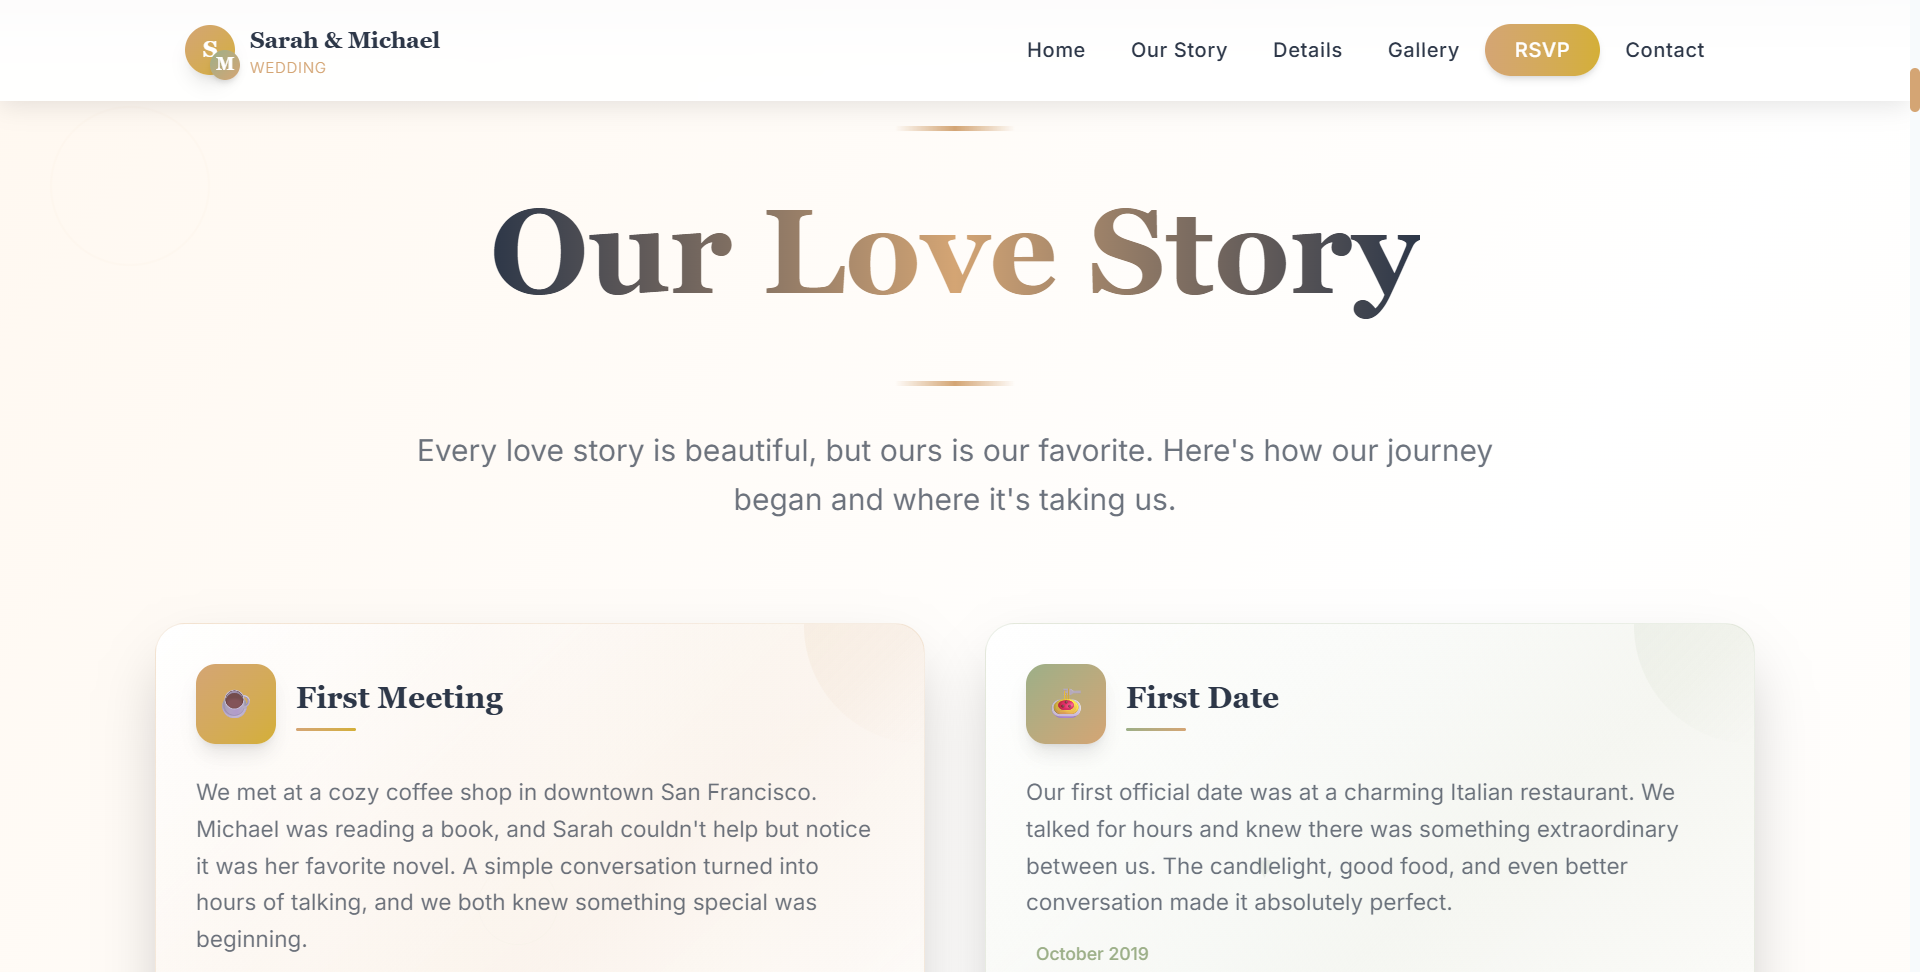 S
M
Sarah & Michael
WEDDING
Home
Our Story
Details
Gallery
RSVP
Contact
Our Love Story
Every love story is beautiful, but ours is our favorite. Here's how our journey
began and where it's taking us.
First Meeting
We met at a cozy coffee shop in downtown San Francisco.
Michael was reading a book, and Sarah couldn't help but notice
it was her favorite novel. A simple conversation turned into
hours of talking, and we both knew something special was
beginning.
First Date
Our first official date was at a charming Italian restaurant. We
talked for hours and knew there was something extraordinary
between us. The candlelight, good food, and even better
conversation made it absolutely perfect.
October 2019